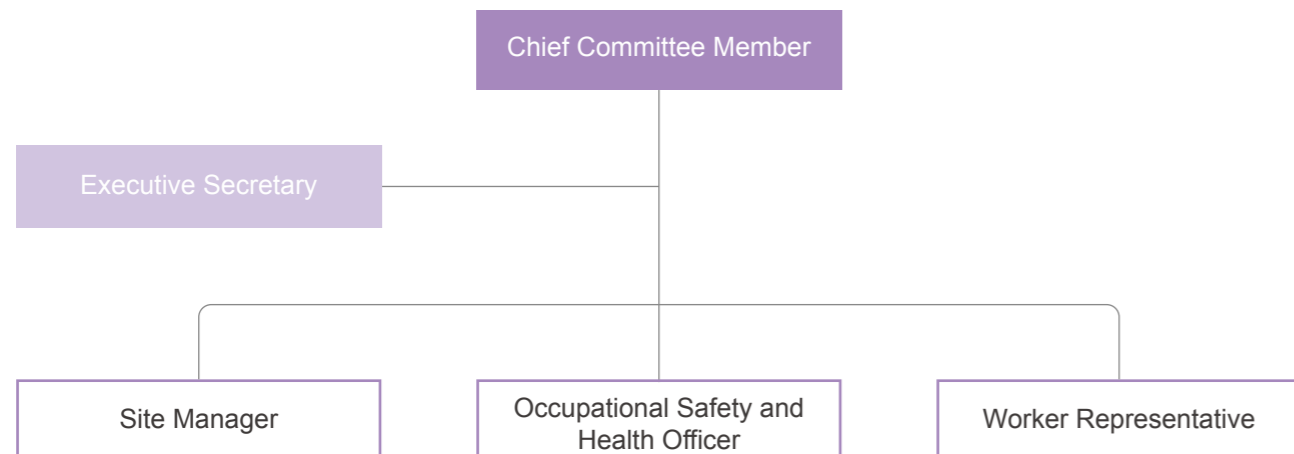 Chief Committee Member
Executive Secretary
Site Manager
Occupational Safety and
Health Officer
Worker Representative